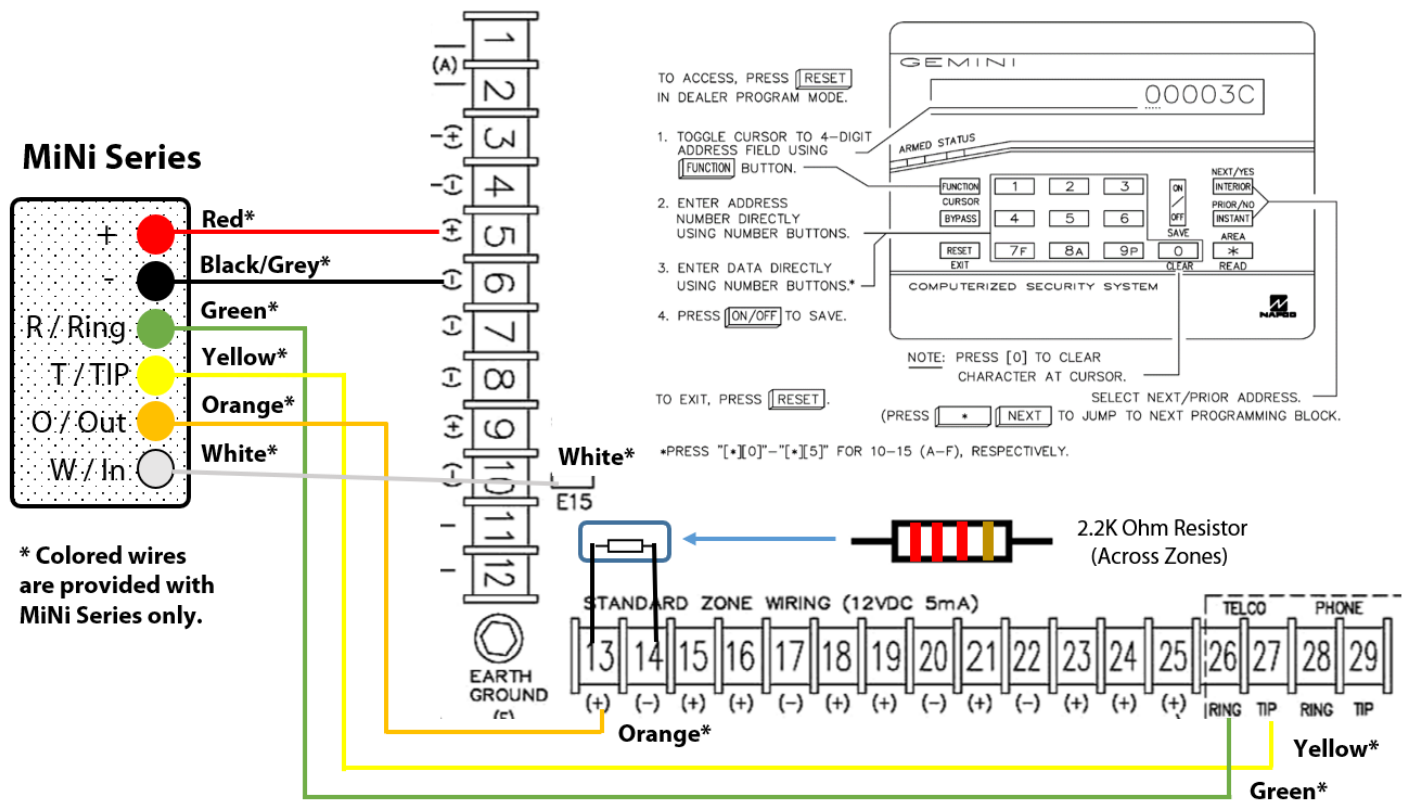 MiNi Series
+
Red*
-
Black/Grey*
R / Ring
Green*
T / TIP
Yellow*
O / Out
Orange*
W / In
White*
* Colored wires
are provided with
MiNi Series only.
1
(A)
2
3
(+)
4
(-)
5
(+)
6
(-)
7
(-)
8
(-)
9
(+)
10
(-)
11
12
EARTH
GROUND
White*
E15
TO ACCESS, PRESS RESET
IN DEALER PROGRAM MODE.
1. TOGGLE CURSOR TO 4-DIGIT
ADDRESS FIELD USING
FUNCTION BUTTON.
2. ENTER ADDRESS
NUMBER DIRECTLY
USING NUMBER BUTTONS.
3. ENTER DATA DIRECTLY
USING NUMBER BUTTONS.*
4. PRESS ON/OFF TO SAVE.
TO EXIT, PRESS RESET.
GEMINI
00003C
ARMED STATUS
FUNCTION
CURSOR
BYPASS
RESET
EXIT
1 2 3
4 5 6
7F 8A 9P 0
CLEAR
ON
OFF
SAVE
NEXT/YES
INTERIOR
PRIOR/NO
INSTANT
AREA
*
READ
COMPUTERIZED SECURITY SYSTEM
NAPCO
NOTE: PRESS [0] TO CLEAR
CHARACTER AT CURSOR.
SELECT NEXT/PRIOR ADDRESS.
(PRESS * NEXT TO JUMP TO NEXT PROGRAMMING BLOCK.
*PRESS "[*][0]"-"[*][5]" FOR 10-15 (A-F), RESPECTIVELY.
2.2K Ohm Resistor
(Across Zones)
STANDARD ZONE WIRING (12VDC 5mA)
TELCO PHONE
13 14 15 16 17 18 19 20 21 22 23 24 25 26 27 28 29
(+) (-) (+) (+) (-) (+) (+) (-) (+) (-) (+) (+) (+) RING TIP RING TIP
Orange*
Yellow*
Green*